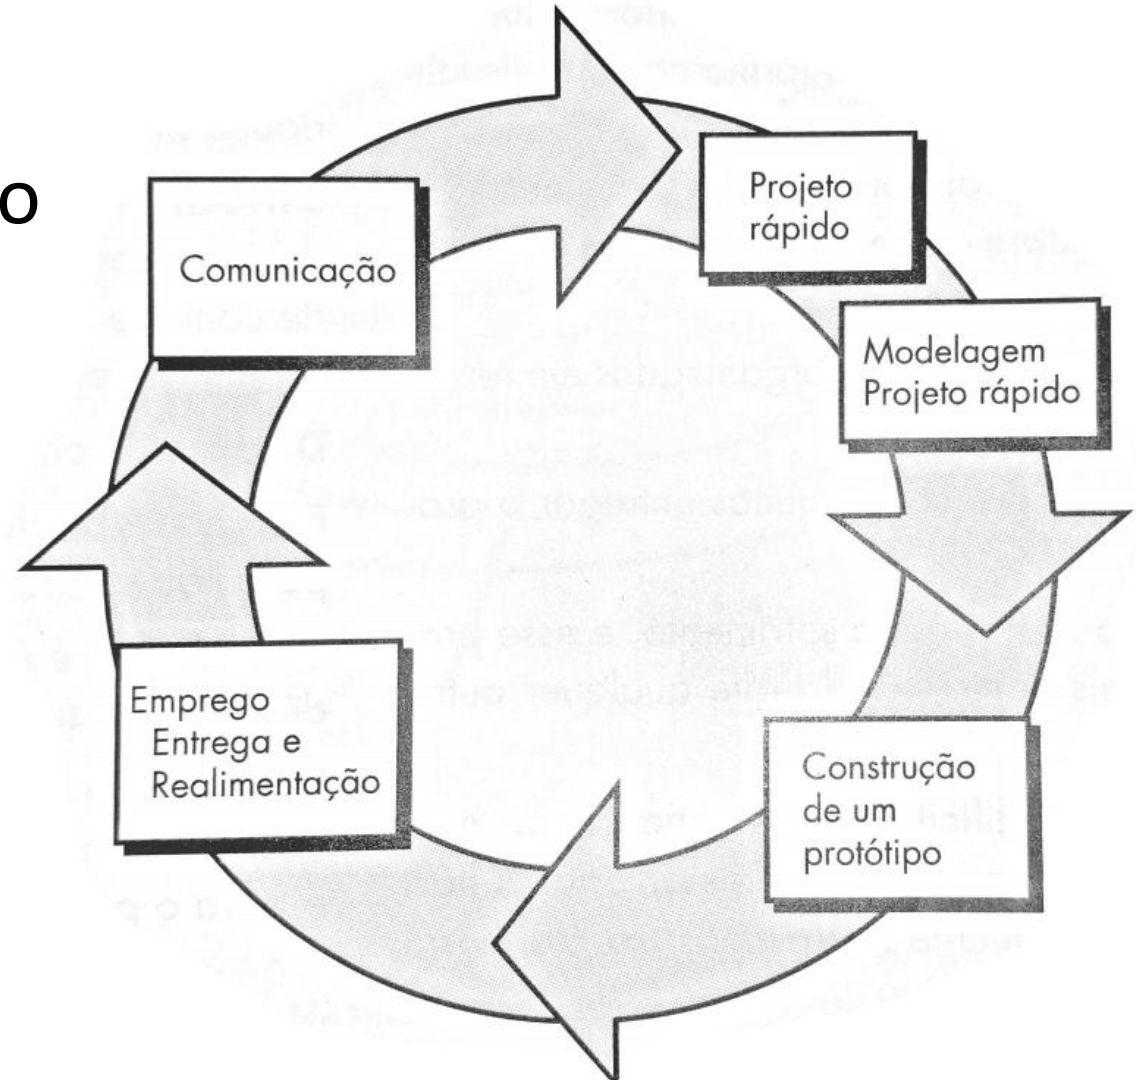 o
Comunicação
Projeto
rápido
Modelagem
Projeto rápido
Construção
de um
protótipo
Emprego
Entrega e
Realimentação